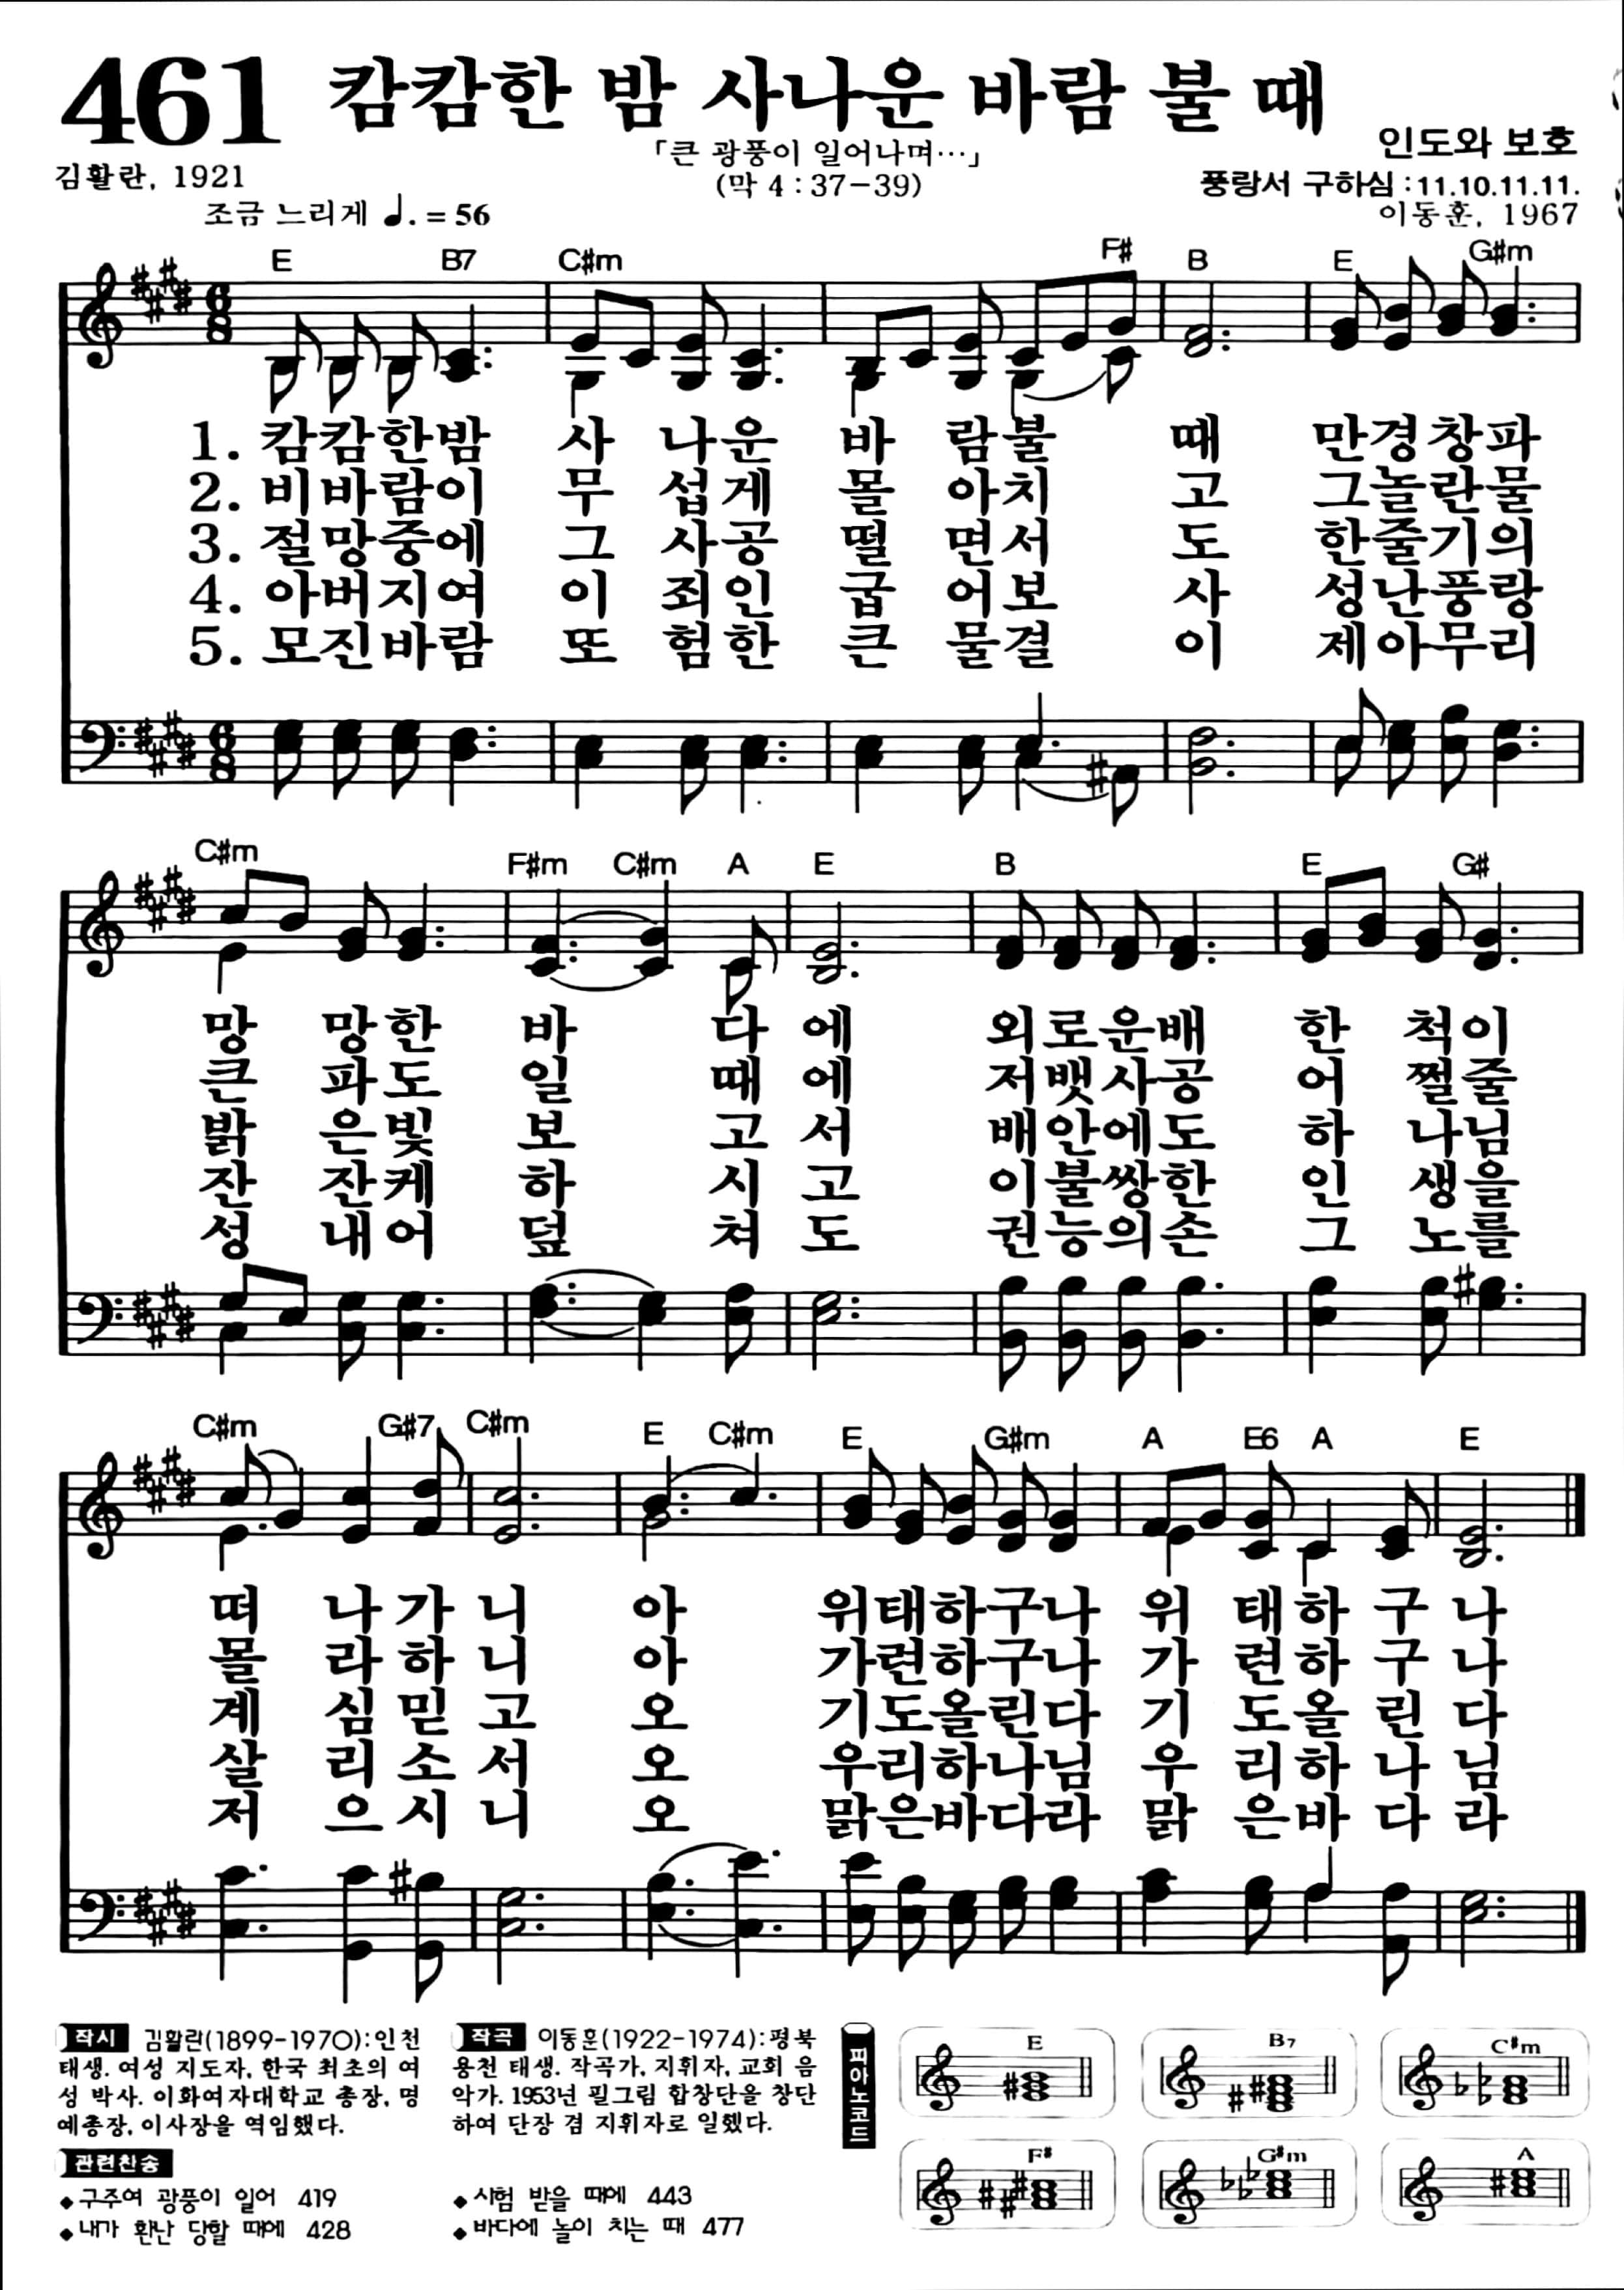 461 캄캄한 밤 사나운 바람 불 때
「큰 광풍이 일어나며…」
인도와 보호
김활란, 1921
(막 4 : 37-39)
풍랑서 구하심 : 11.10.11.11.
조금 느리게 ♩. = 56
이동훈, 1967
E B7 C#m F# B E G#m
1. 캄캄한밤 사 나운 바 람불 때 만경창파
2. 비바람이 무 섭게 몰 아치 고 그놀란물
3. 절망중에 그 사공 떨 면서 도 한줄기의
4. 아버지여 이 죄인 굽 어보 사 성난풍랑
5. 모진바람 또 험한 큰 물결 이 제아무리
C#m F#m C#m A E B E G#
망 망한 바 다 에 외로운배 한 척이
큰 파도 일 때 에 저뱃사공 어 쩔줄
밝 은빛 보 고 서 배안에도 하 나님
잔 잔케 하 시 고 이불쌍한 인 생을
성 내어 덮 쳐 도 권능의손 그 노를
C#m G#7 C#m E C#m E G#m A E6 A E
떠 나 가 니 아 위태하구나 위 태하 구 나
몰 라 하 니 아 가련하구나 가 련하 구 나
계 심 믿 고 오 기도올린다 기 도올 린 다
살 리 소 서 오 우리하나님 우 리하 나 님
저 으 시 니 오 맑은바다라 맑 은바 다 라
작시 김활란(1899-1970):인천
태생. 여성 지도자, 한국 최초의 여
성 박사. 이화여자대학교 총장, 명
예총장, 이사장을 역임했다.
관련찬송
◆구주여 광풍이 일어 419
◆내가 환난 당할 때에 428
작곡 이동훈(1922-1974):평북
용천 태생. 작곡가, 지휘자, 교회 음
악가. 1953년 필그림 합창단을 창단
하여 단장 겸 지휘자로 일했다.
◆시험 받을 때에 443
◆바다에 놀이 치는 때 477
피아노코드
E B7 C#m
F# G#m A